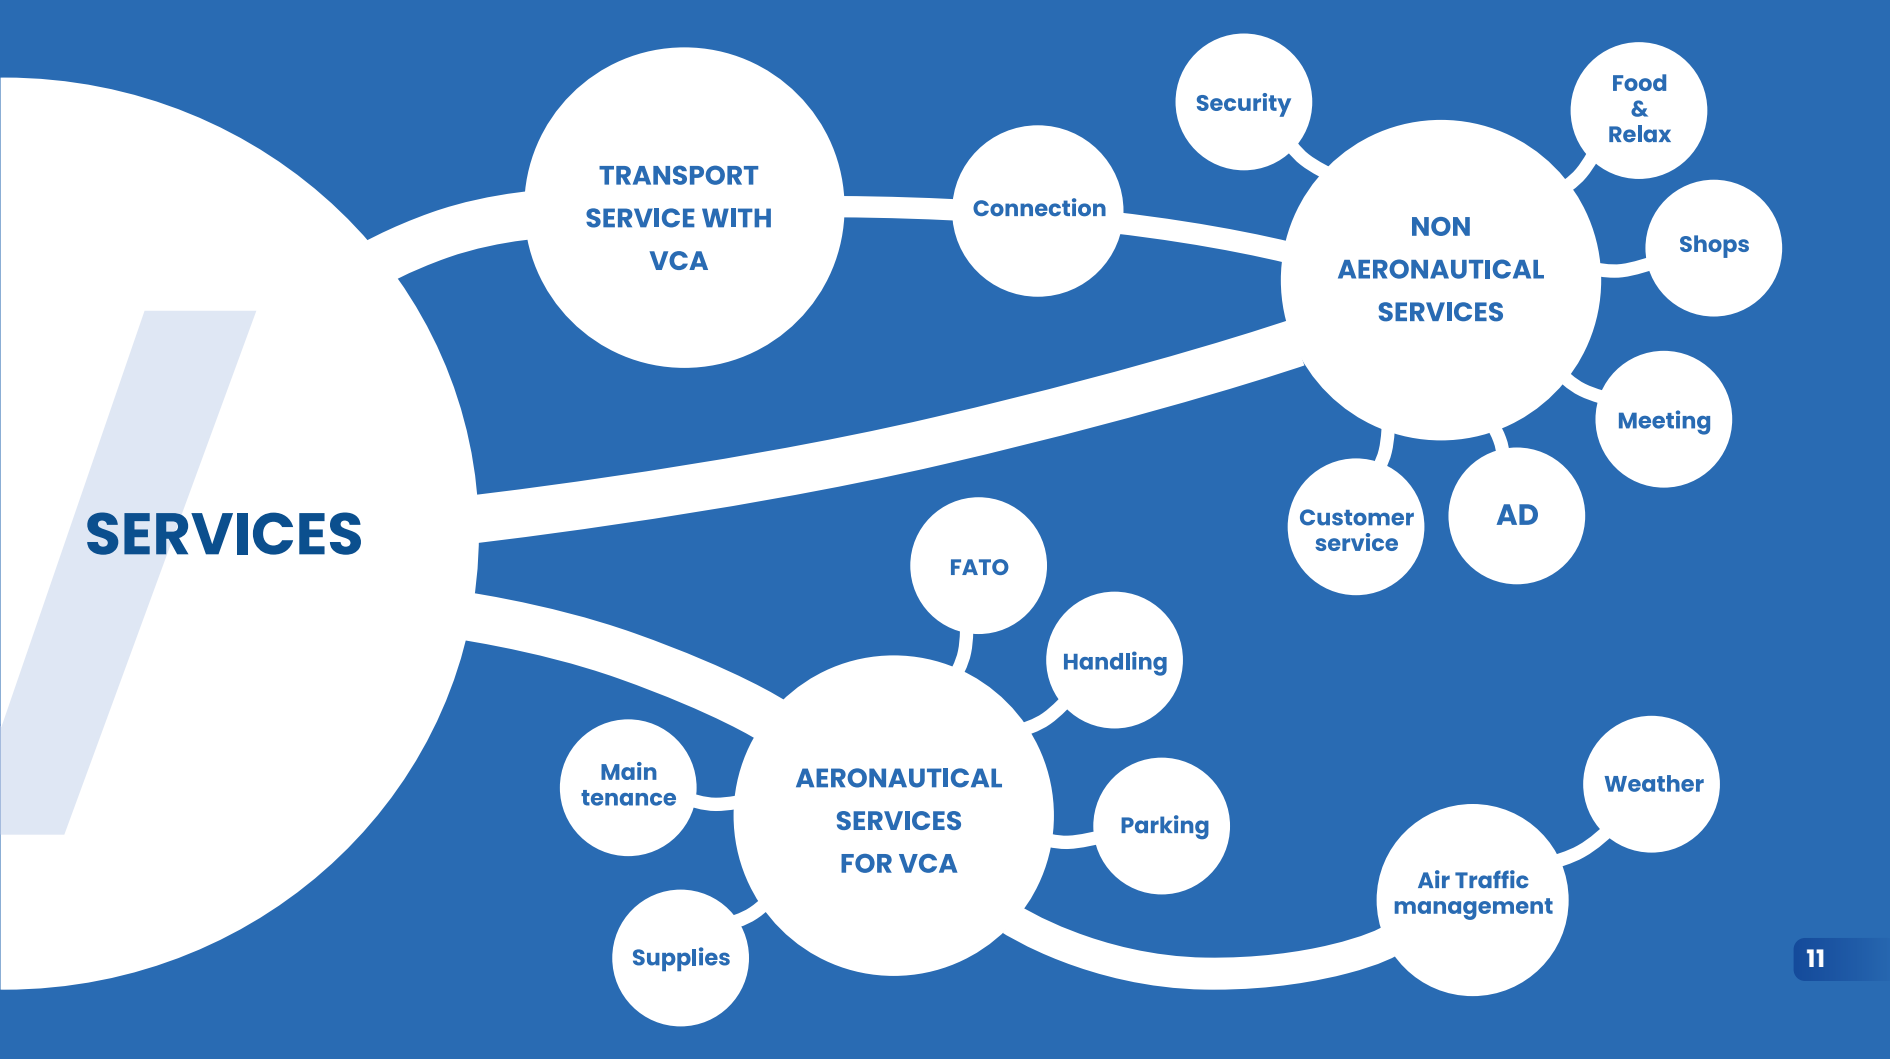 SERVICES
TRANSPORT
SERVICE WITH
VCA
Connection
Security
Food
&
Relax
NON
AERONAUTICAL
SERVICES
Shops
Meeting
AD
Customer
service
FATO
Handling
Main
tenance
AERONAUTICAL
SERVICES
FOR VCA
Parking
Supplies
Air Traffic
management
Weather
11